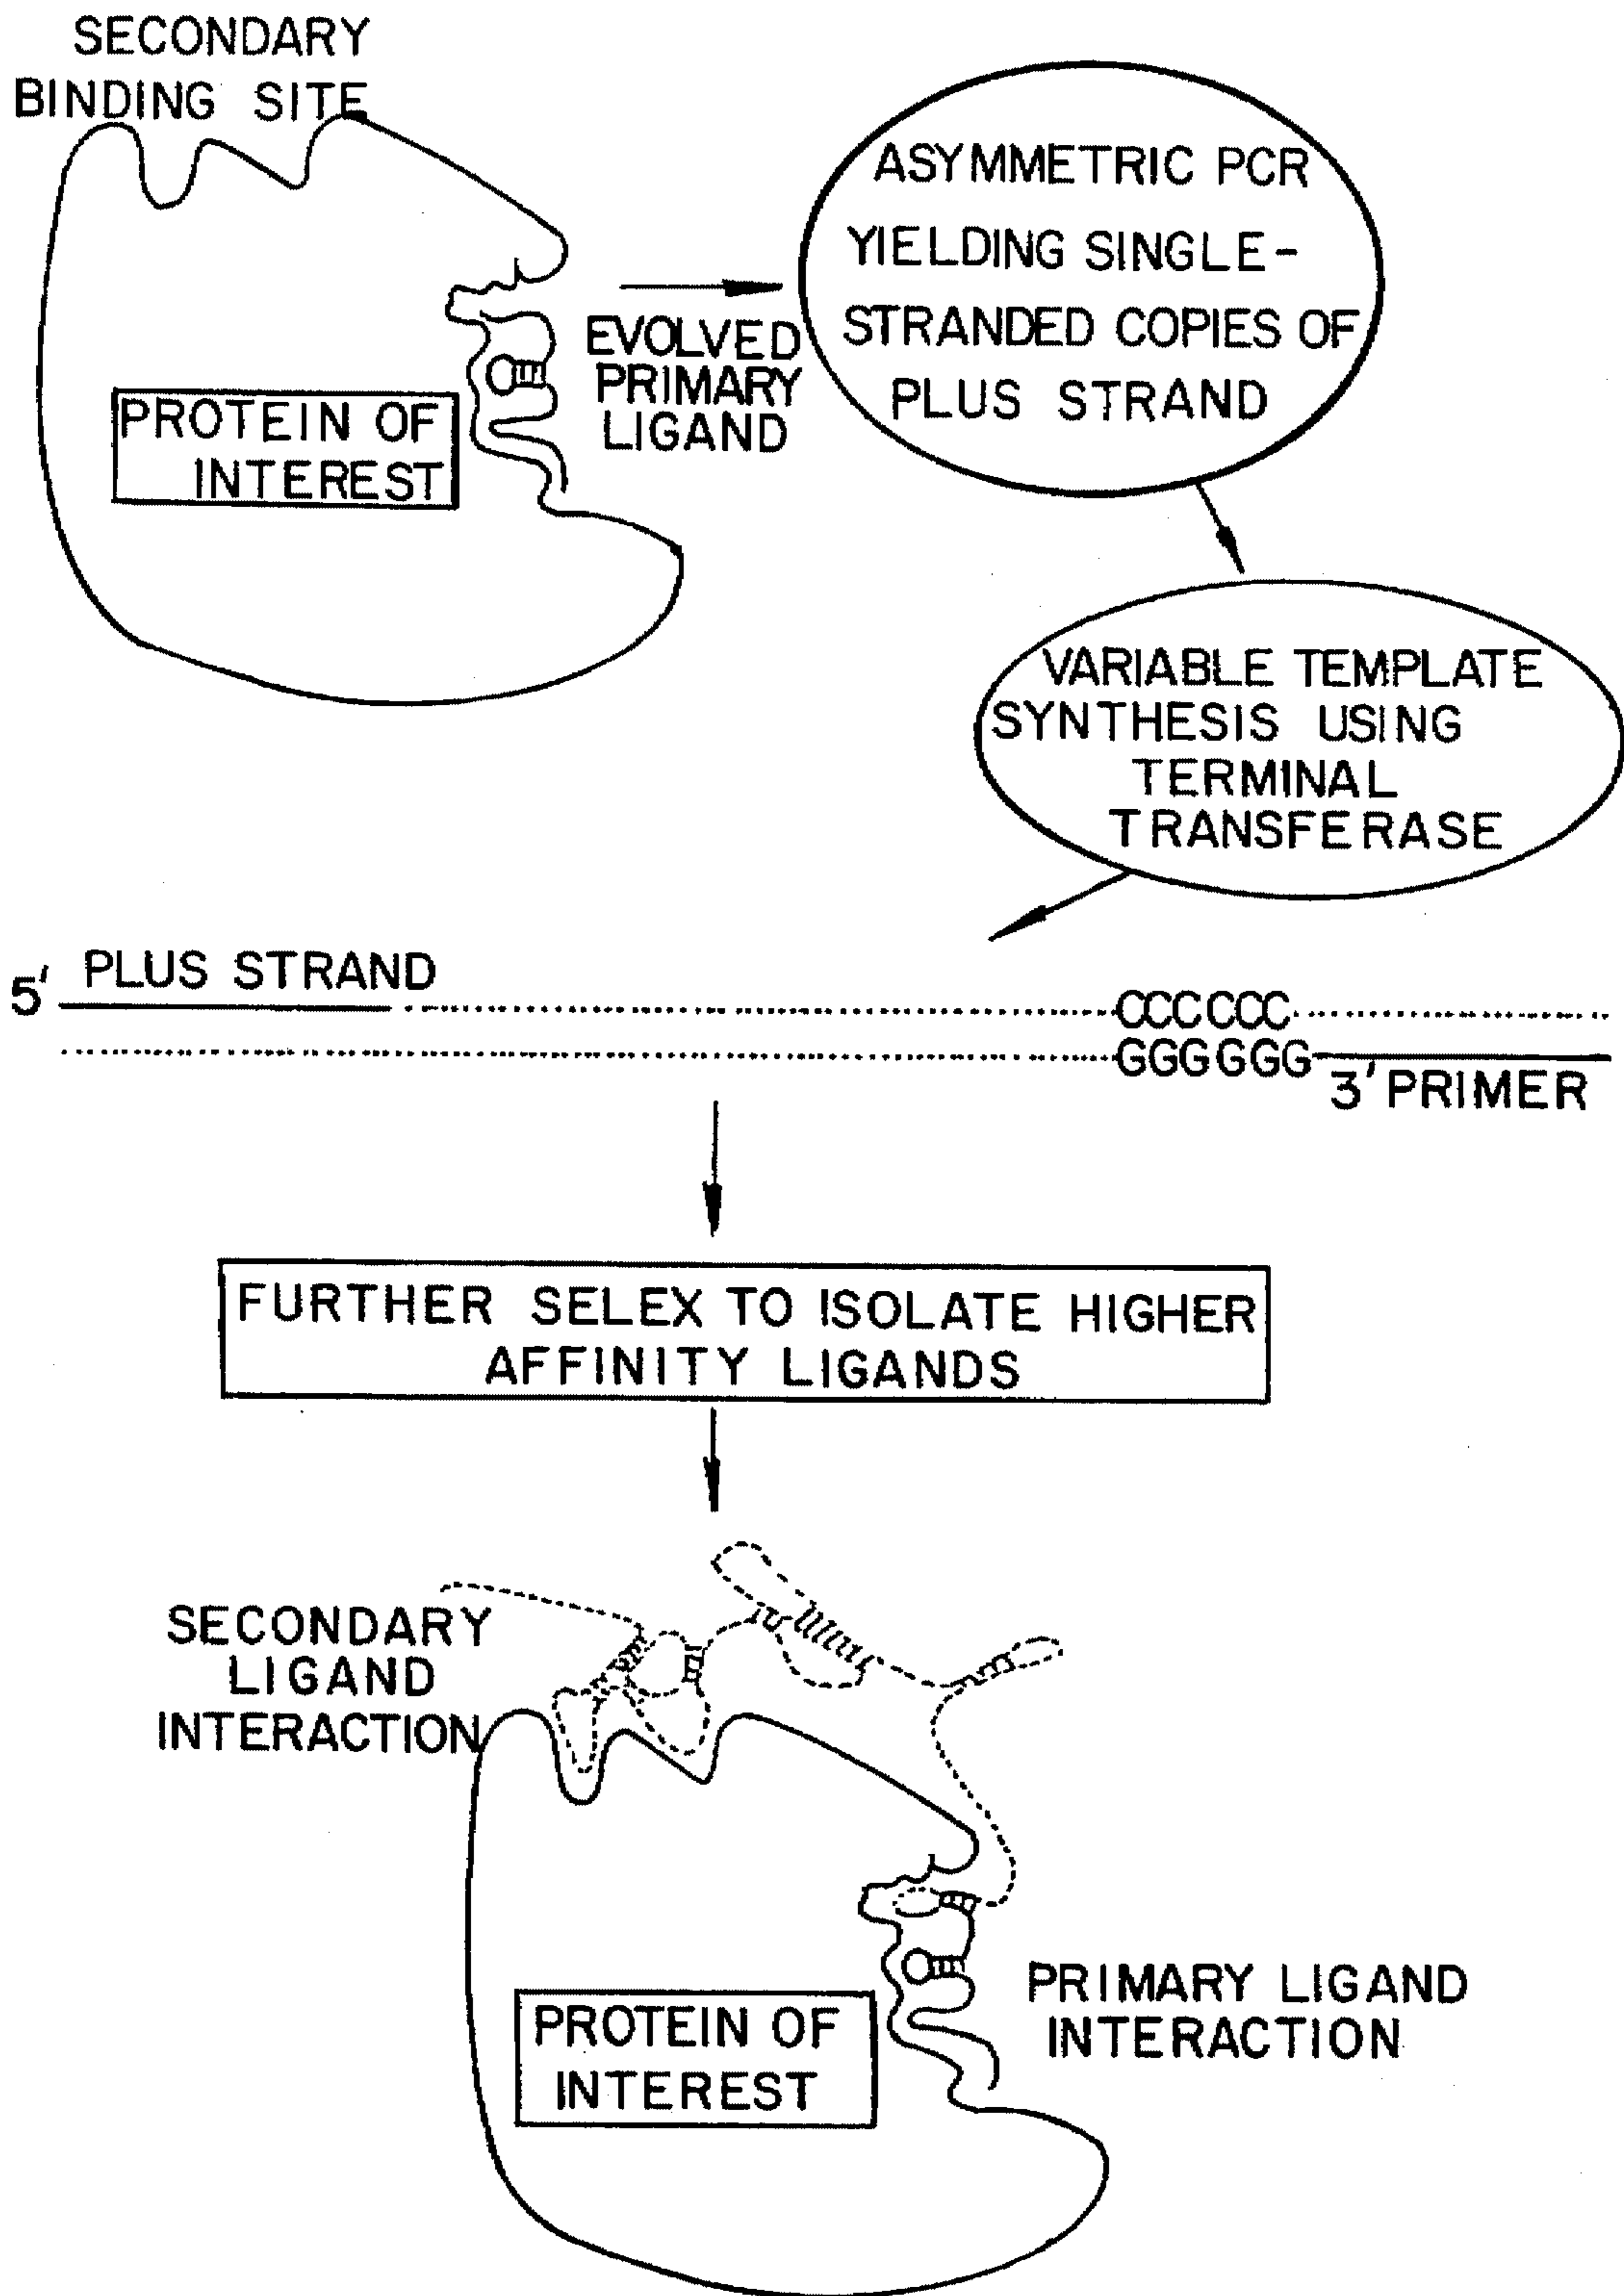 SECONDARY
BINDING SITE
ASYMMETRIC PCR
YIELDING SINGLE-
STRANDED COPIES OF
PLUS STRAND
EVOLVED
PRIMARY
LIGAND
PROTEIN OF
INTEREST
VARIABLE TEMPLATE
SYNTHESIS USING
TERMINAL
TRANSFERASE
5' PLUS STRAND
CCCCCC
GGGGGG
3' PRIMER
FURTHER SELEX TO ISOLATE HIGHER
AFFINITY LIGANDS
SECONDARY
LIGAND
INTERACTION
PROTEIN OF
INTEREST
PRIMARY LIGAND
INTERACTION